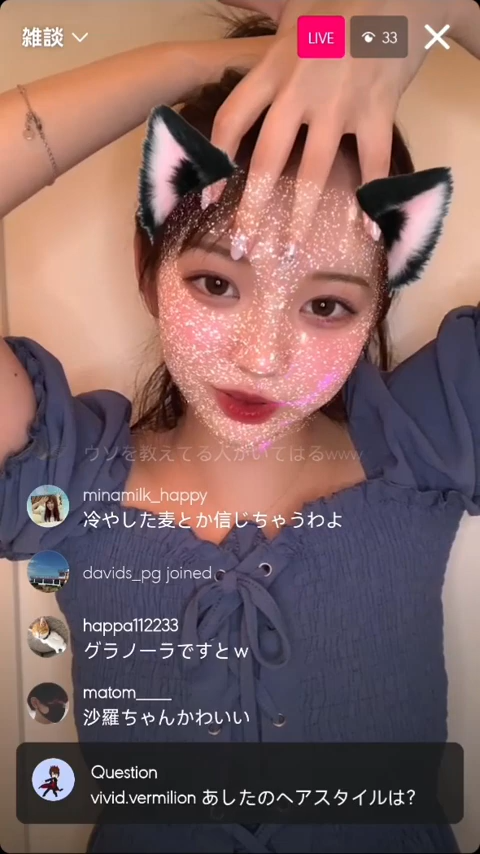 雑談
LIVE
33
ウソを教えてる人がいてはるwww
minamilk_happy
冷やした麦とか信じちゃうわよ
davids_pg joined
happa112233
グラノーラですとw
matom____
沙羅ちゃんかわいい
Question
vivid.vermilion あしたのヘアスタイルは?